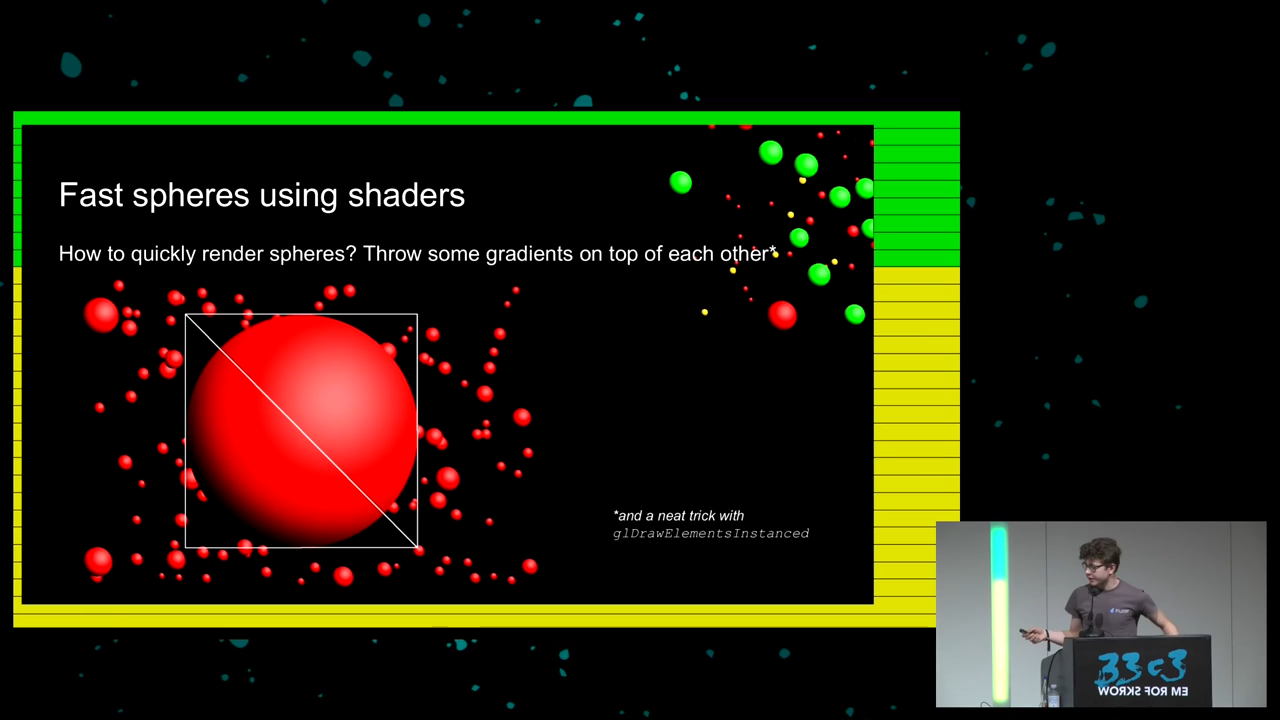 Fast spheres using shaders
How to quickly render spheres? Throw some gradients on top of each other*
*and a neat trick with
glDrawElementsInstanced
33c3
WORKS FOR ME